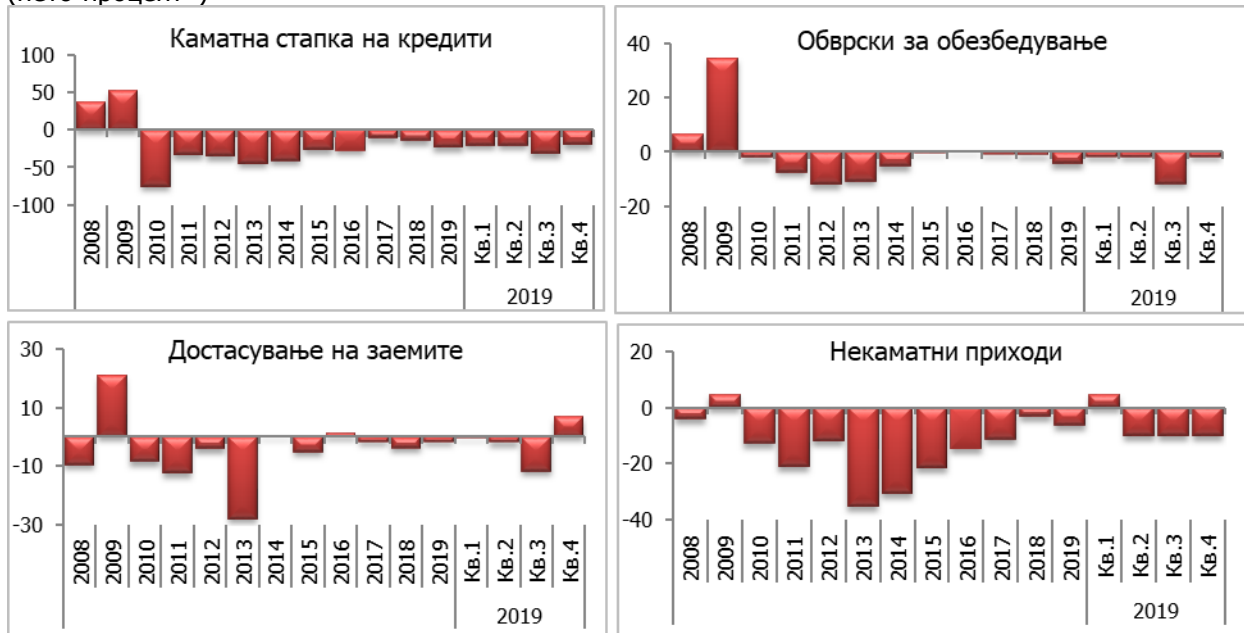 (нето процент*)
Каматна стапка на кредити
100
50
0
-50
-100
2008 2009 2010 2011 2012 2013 2014 2015 2016 2017 2018 2019 Кв.1 Кв.2 Кв.3 Кв.4
2019
Обврски за обезбедување
40
20
0
-20
2008 2009 2010 2011 2012 2013 2014 2015 2016 2017 2018 2019 Кв.1 Кв.2 Кв.3 Кв.4
2019
Достасување на заемите
30
10
-10
-30
2008 2009 2010 2011 2012 2013 2014 2015 2016 2017 2018 2019 Кв.1 Кв.2 Кв.3 Кв.4
2019
Некаматни приходи
20
0
-20
-40
2008 2009 2010 2011 2012 2013 2014 2015 2016 2017 2018 2019 Кв.1 Кв.2 Кв.3 Кв.4
2019